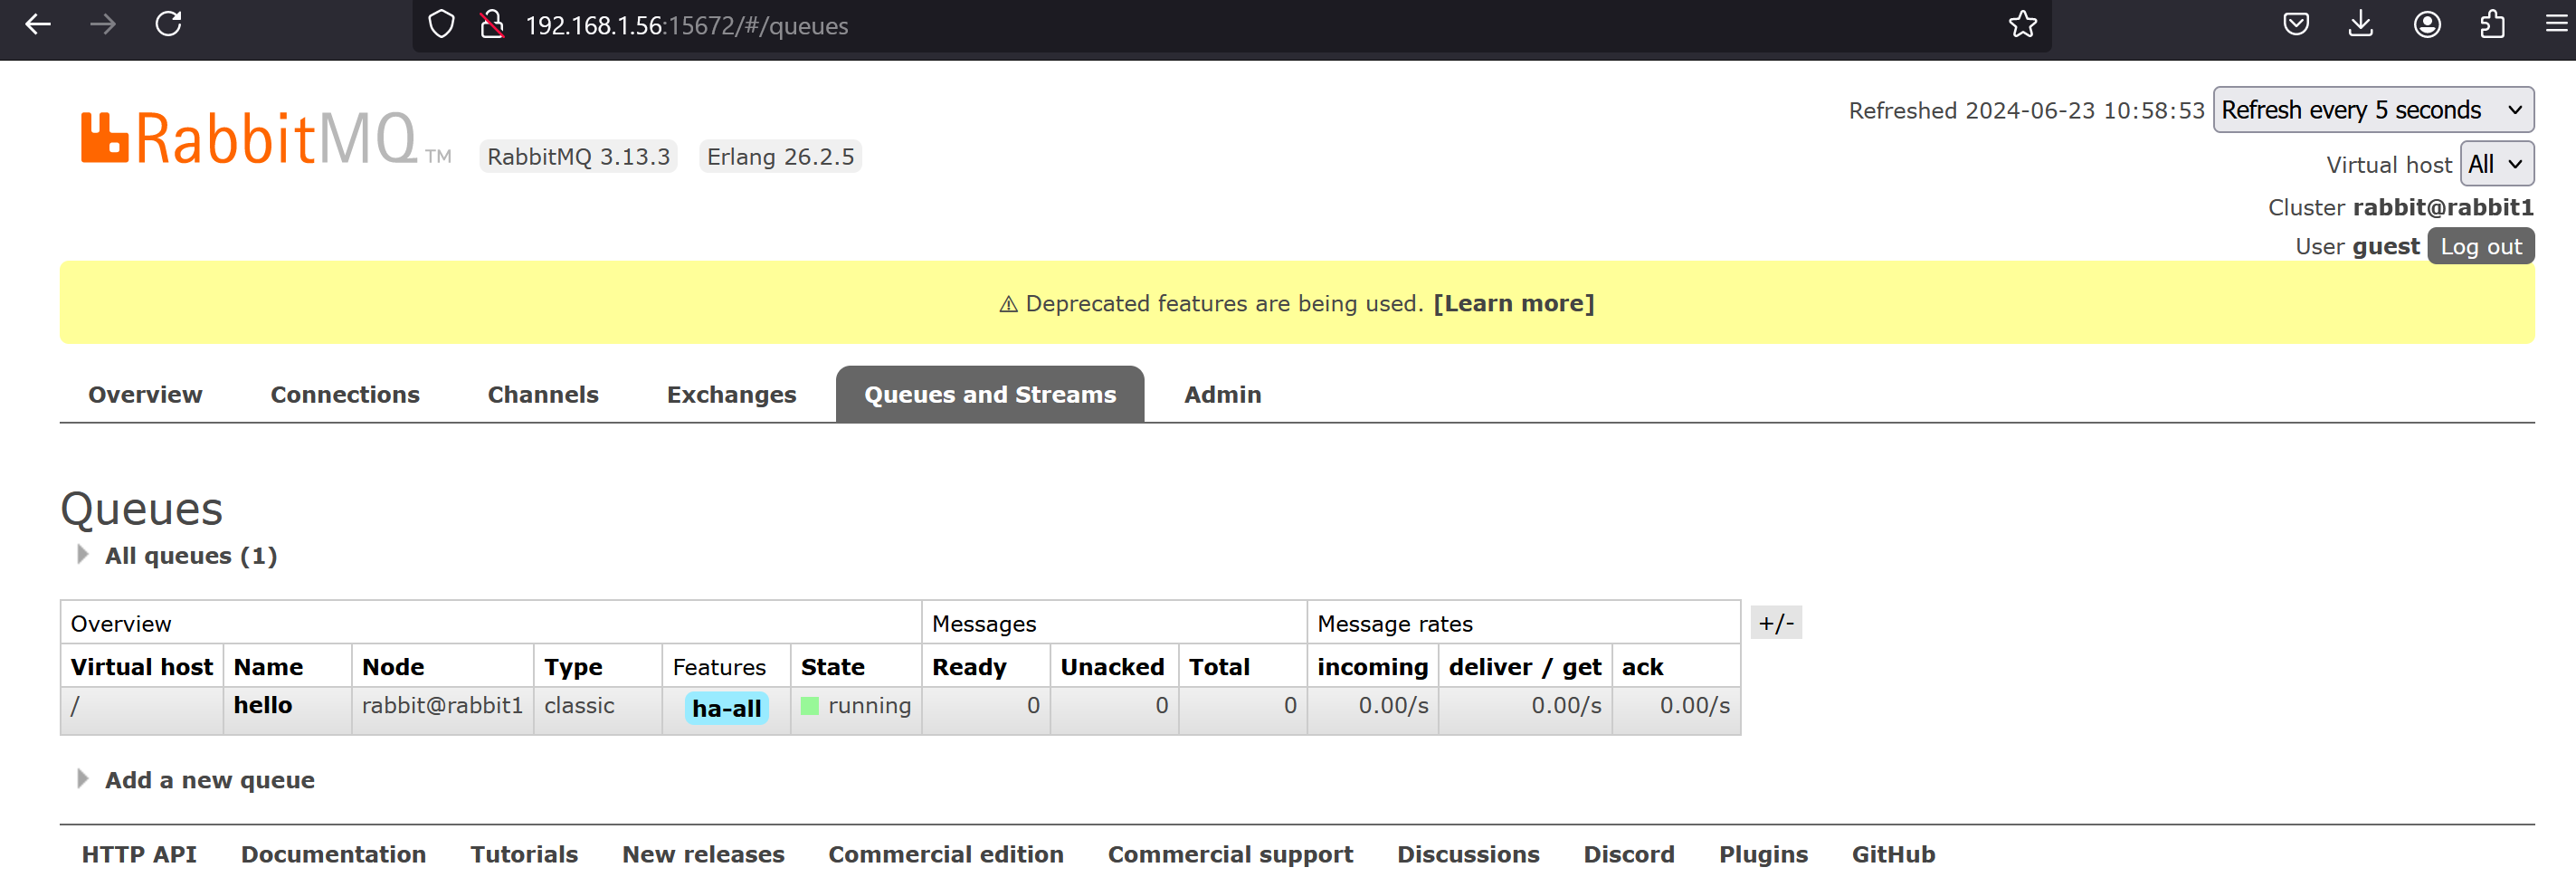 192.168.1.56:15672/#/queues
RabbitMQ TM RabbitMQ 3.13.3 Erlang 26.2.5
Refreshed 2024-06-23 10:58:53 Refresh every 5 seconds
Virtual host All
Cluster rabbit@rabbit1
User guest Log out
⚠ Deprecated features are being used. [Learn more]
Overview Connections Channels Exchanges Queues and Streams Admin
Queues
All queues (1)
Overview Messages Message rates +/-
Virtual host Name Node Type Features State Ready Unacked Total incoming deliver / get ack
/ hello rabbit@rabbit1 classic ha-all running 0 0 0 0.00/s 0.00/s 0.00/s
Add a new queue
HTTP API Documentation Tutorials New releases Commercial edition Commercial support Discussions Discord Plugins GitHub